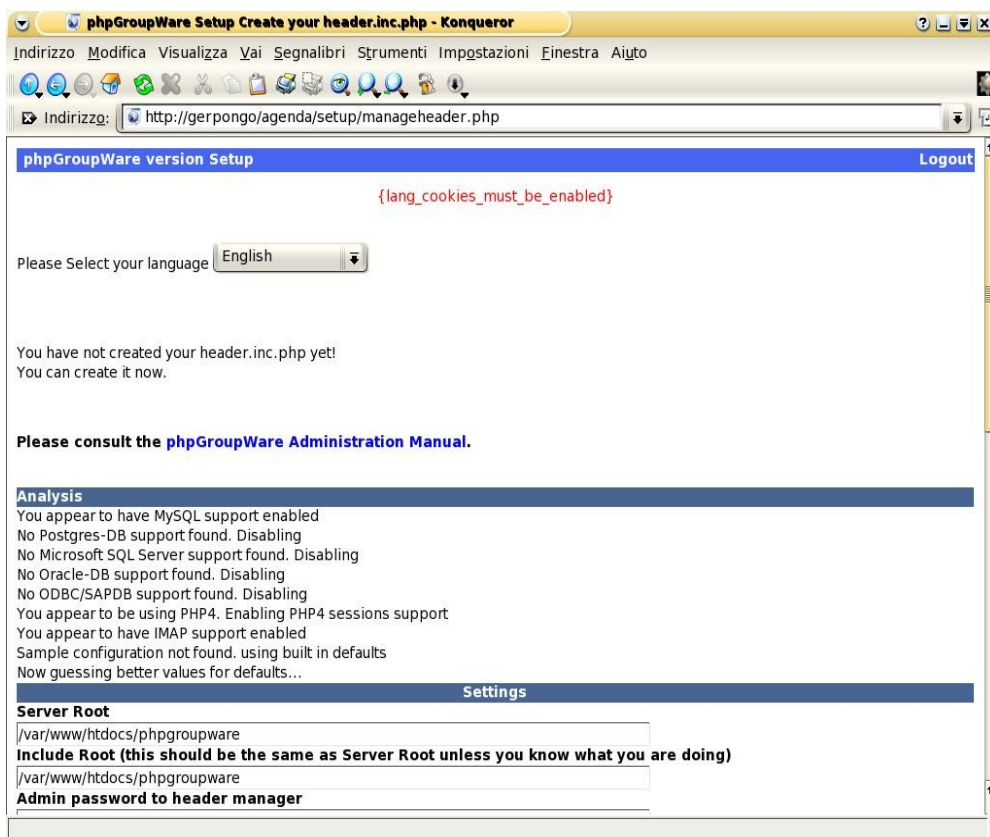 phpGroupWare Setup Create your header.inc.php - Konqueror
Indirizzo Modifica Visualizza Vai Segnalibri Strumenti Impostazioni Finestra Aiuto
Indirizzo: http://gerpongo/agenda/setup/manageheader.php
phpGroupWare version Setup Logout
{lang_cookies_must_be_enabled}
Please Select your language English
You have not created your header.inc.php yet!
You can create it now.
Please consult the phpGroupWare Administration Manual.
Analysis
You appear to have MySQL support enabled
No Postgres-DB support found. Disabling
No Microsoft SQL Server support found. Disabling
No Oracle-DB support found. Disabling
No ODBC/SAPDB support found. Disabling
You appear to be using PHP4. Enabling PHP4 sessions support
You appear to have IMAP support enabled
Sample configuration not found. using built in defaults
Now guessing better values for defaults...
Settings
Server Root
/var/www/htdocs/phpgroupware
Include Root (this should be the same as Server Root unless you know what you are doing)
/var/www/htdocs/phpgroupware
Admin password to header manager